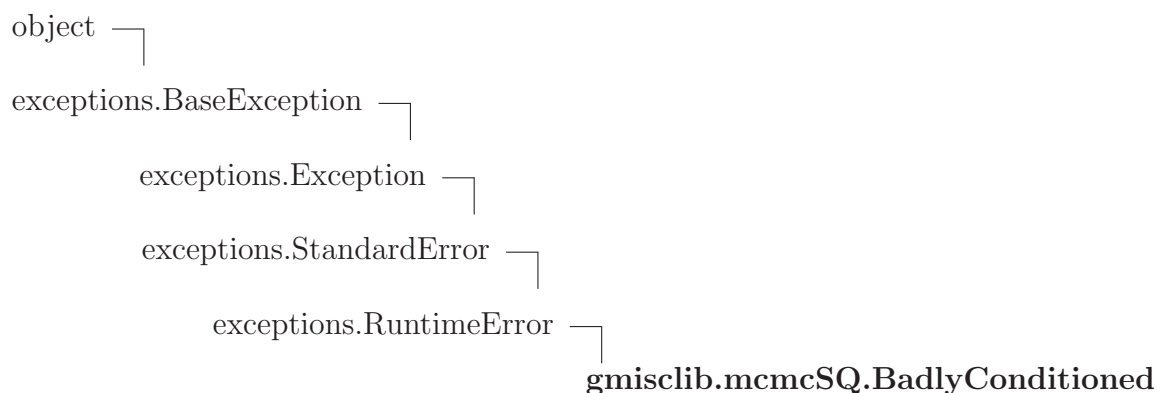 object
exceptions.BaseException
exceptions.Exception
exceptions.StandardError
exceptions.RuntimeError
gmisclib.mcmcSQ.BadlyConditioned